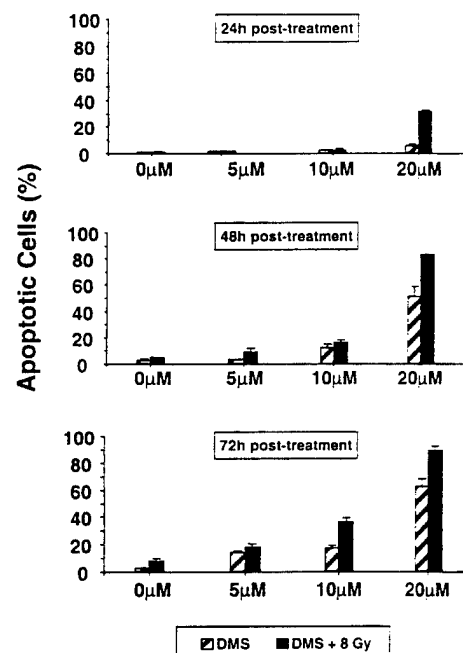 Apoptotic Cells (%)
24h post-treatment
100
80
60
40
20
0
0µM 5µM 10µM 20µM
48h post-treatment
100
80
60
40
20
0
0µM 5µM 10µM 20µM
72h post-treatment
100
80
60
40
20
0
0µM 5µM 10µM 20µM
DMS DMS + 8 Gy